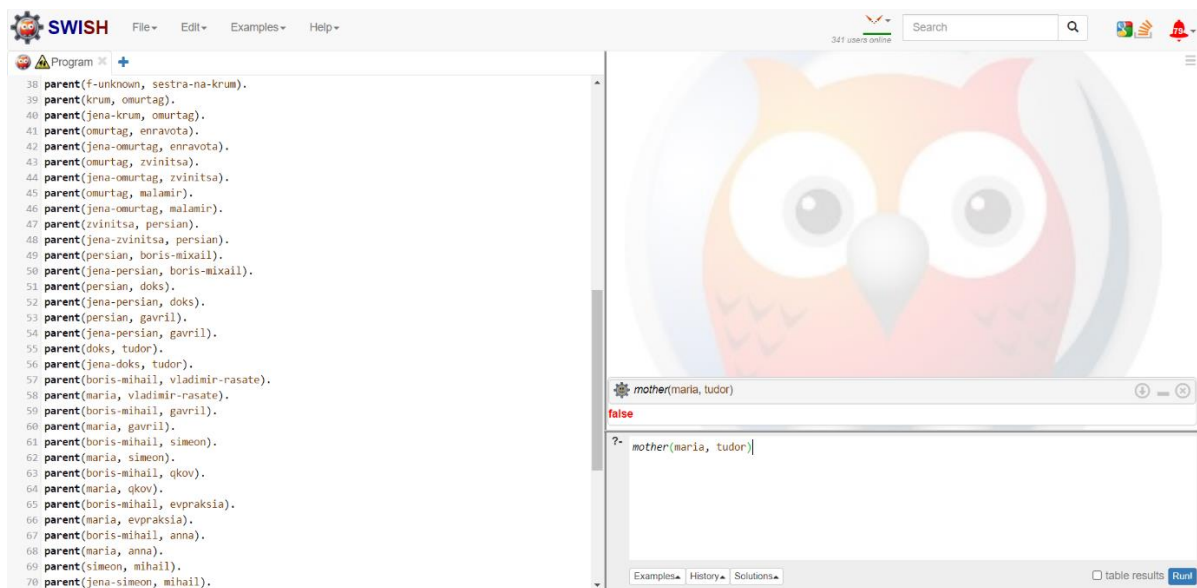 SWISH File Edit Examples Help 341 users online Search 79
Program
38 parent(f-unknown, sestra-na-krum).
39 parent(krum, omurtag).
40 parent(jena-krum, omurtag).
41 parent(omurtag, enravota).
42 parent(jena-omurtag, enravota).
43 parent(omurtag, zvinitsa).
44 parent(jena-omurtag, zvinitsa).
45 parent(omurtag, malamir).
46 parent(jena-omurtag, malamir).
47 parent(zvinitsa, persian).
48 parent(jena-zvinitsa, persian).
49 parent(persian, boris-mixail).
50 parent(jena-persian, boris-mixail).
51 parent(persian, doks).
52 parent(jena-persian, doks).
53 parent(persian, gavril).
54 parent(jena-persian, gavril).
55 parent(doks, tudor).
56 parent(jena-doks, tudor).
57 parent(boris-mihail, vladimir-rasate).
58 parent(maria, vladimir-rasate).
59 parent(boris-mihail, gavril).
60 parent(maria, gavril).
61 parent(boris-mihail, simeon).
62 parent(maria, simeon).
63 parent(boris-mihail, qkov).
64 parent(maria, qkov).
65 parent(boris-mihail, evpraksia).
66 parent(maria, evpraksia).
67 parent(boris-mihail, anna).
68 parent(maria, anna).
69 parent(simeon, mihail).
70 parent(jena-simeon, mihail).
mother(maria, tudor)
false
?- mother(maria, tudor)
Examples History Solutions table results Run!